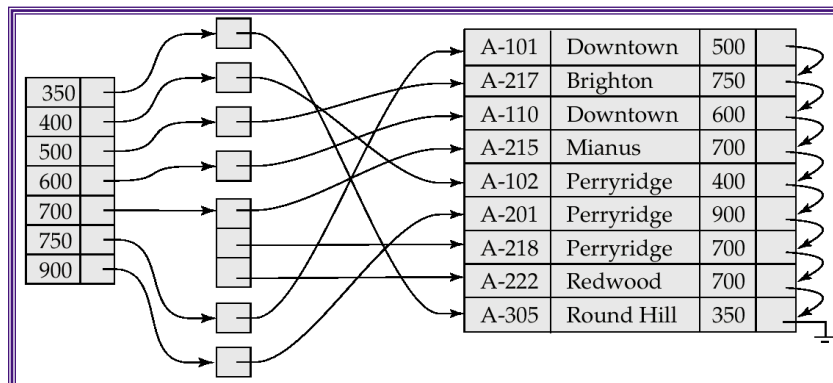 350
400
500
600
700
750
900
A-101 Downtown 500
A-217 Brighton 750
A-110 Downtown 600
A-215 Mianus 700
A-102 Perryridge 400
A-201 Perryridge 900
A-218 Perryridge 700
A-222 Redwood 700
A-305 Round Hill 350